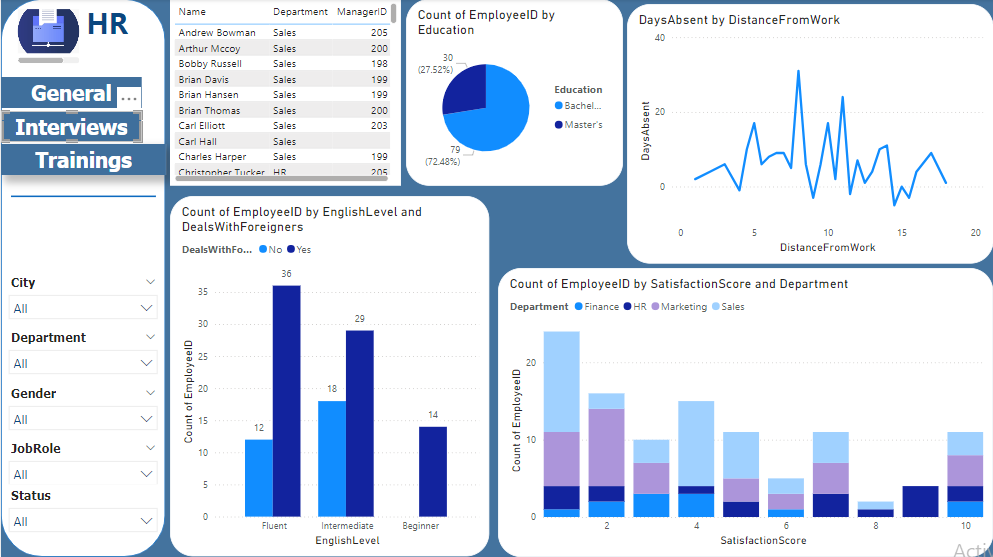 HR
General
...
Interviews
Trainings
City
All
Department
All
Gender
All
JobRole
All
Status
All
Name Department ManagerID
Andrew Bowman Sales 205
Arthur Mccoy Sales 200
Bobby Russell Sales 198
Brian Davis Sales 199
Brian Hansen Sales 199
Brian Thomas Sales 200
Carl Elliott Sales 203
Carl Hall Sales
Charles Harper Sales 199
Christopher Tucker HR 205
Count of EmployeeID by
Education
30
(27.52%)
79
(72.48%)
Education
Bachel...
Master's
DaysAbsent by DistanceFromWork
DaysAbsent
40
20
0
0 5 10 15 20
DistanceFromWork
Count of EmployeeID by EnglishLevel and
DealsWithForeigners
DealsWithFo... No Yes
Count of EmployeeID
35
30
25
20
15
10
5
0
12
36
18
29
14
Fluent Intermediate Beginner
EnglishLevel
Count of EmployeeID by SatisfactionScore and Department
Department Finance HR Marketing Sales
Count of EmployeeID
20
10
0
2 4 6 8 10
SatisfactionScore